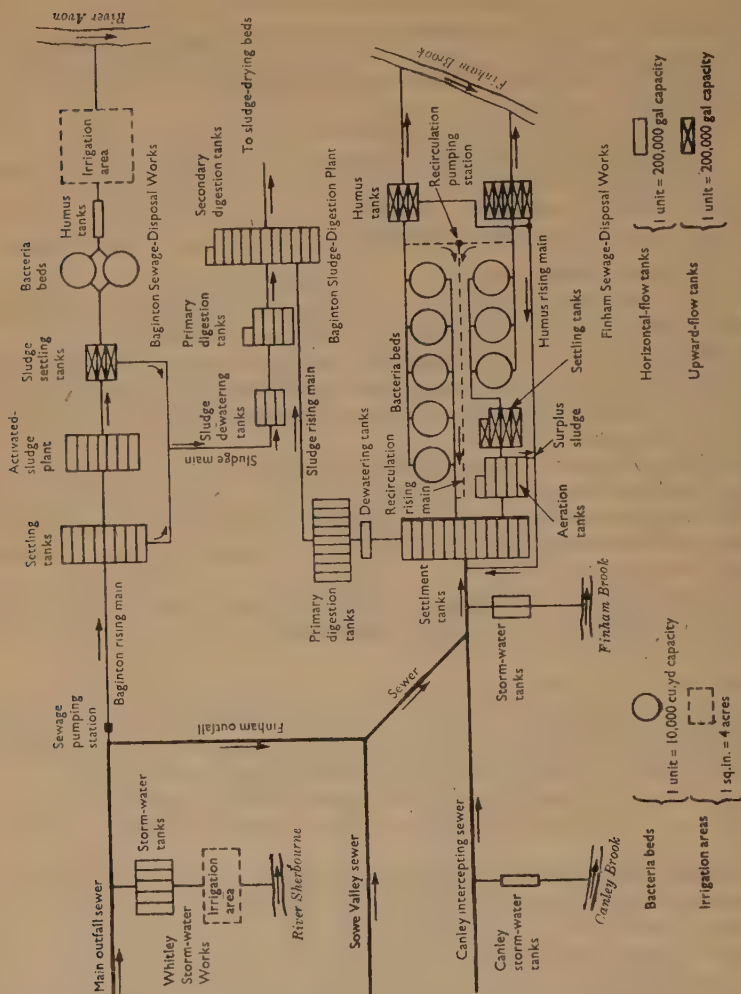 River Avon
Irrigation
area
Humus
tanks
Bacteria
beds
Baginton Sewage-Disposal Works
Sludge
settling
tanks
Activated-
sludge
plant
Settling
tanks
Baginton rising main
Sewage
pumping
station
Main outfall sewer
Storm-water
tanks
Whitley
Storm-water
Works
Irrigation
area
River Sherbourne
Finham outfall
Sludge main
Sludge
dewatering
tanks
Primary
digestion
tanks
Secondary
digestion tanks
To sludge-drying beds
Baginton Sludge-Digestion Plant
Sludge rising main
Dewatering tanks
Primary
digestion
tanks
Sowe Valley sewer
Sewer
Recirculation
rising
main
Bacteria beds
Humus
tanks
Recirculation
pumping
station
Finham Brook
Humus rising main
Finham Sewage-Disposal Works
Settling tanks
Surplus
sludge
Aeration
tanks
Settlment
tanks
Canley intercepting sewer
Storm-water
tanks
Finham Brook
Canley
storm-water
tanks
Canley Brook
Bacteria beds
1 unit = 10,000 cu.yd capacity
Irrigation areas
1 sq.in. = 4 acres
Horizontal-flow tanks
1 unit = 200,000 gal capacity
Upward-flow tanks
1 unit = 200,000 gal capacity